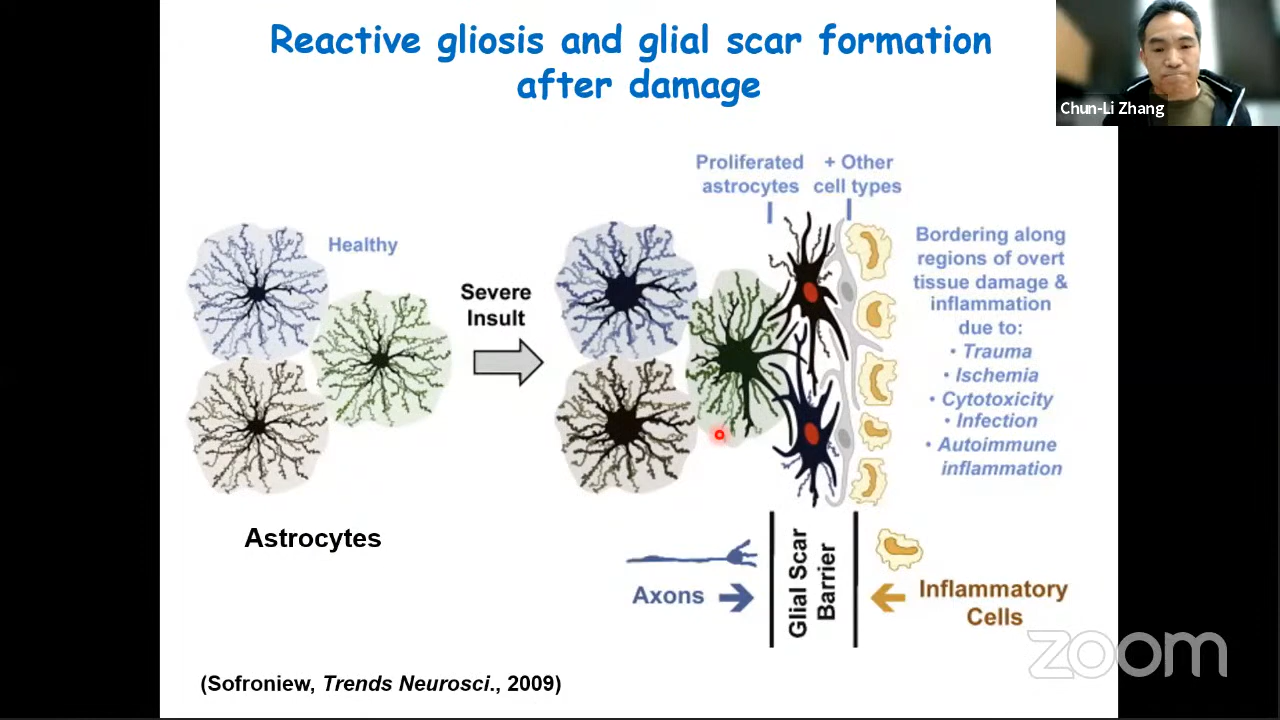 Reactive gliosis and glial scar formation
after damage
Chun-Li Zhang
Proliferated
astrocytes
+ Other
cell types
Healthy
Severe
Insult
Bordering along
regions of overt
tissue damage &
inflammation
due to:
• Trauma
• Ischemia
• Cytotoxicity
• Infection
• Autoimmune
inflammation
Astrocytes
Axons
Glial Scar
Barrier
Inflammatory
Cells
zoom
(Sofroniew, Trends Neurosci., 2009)